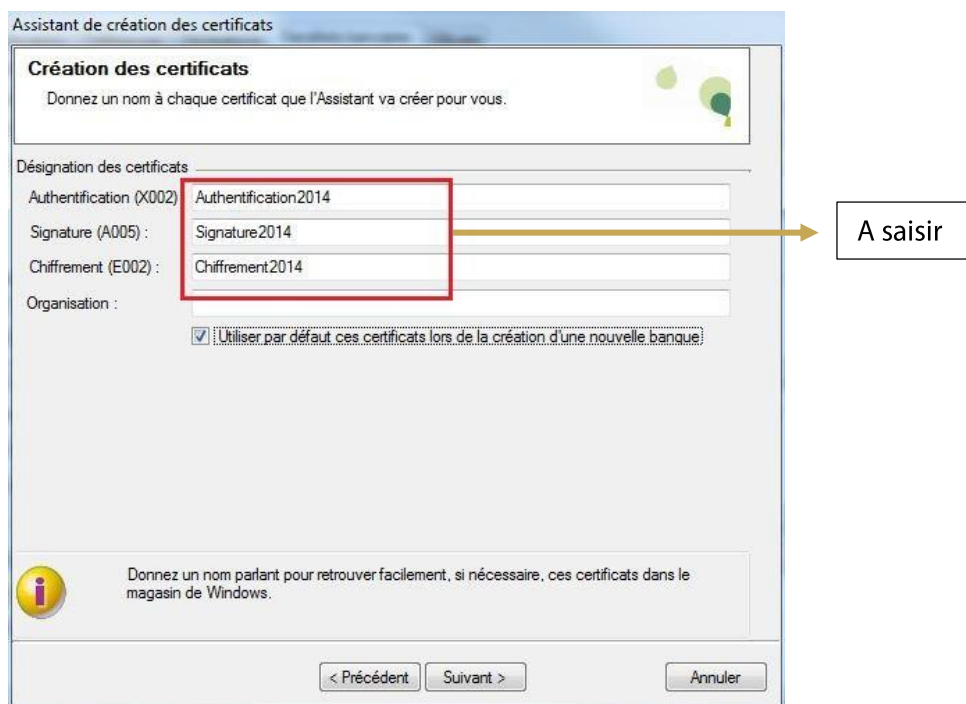 Assistant de création des certificats
Création des certificats
Donnez un nom à chaque certificat que l'Assistant va créer pour vous.
Désignation des certificats
Authentification (X002)
Authentification2014
Signature (A005) :
Signature2014
A saisir
Chiffrement (E002) :
Chiffrement2014
Organisation :
Utiliser par défaut ces certificats lors de la création d'une nouvelle banque
Donnez un nom parlant pour retrouver facilement, si nécessaire, ces certificats dans le
magasin de Windows.
< Précédent
Suivant >
Annuler